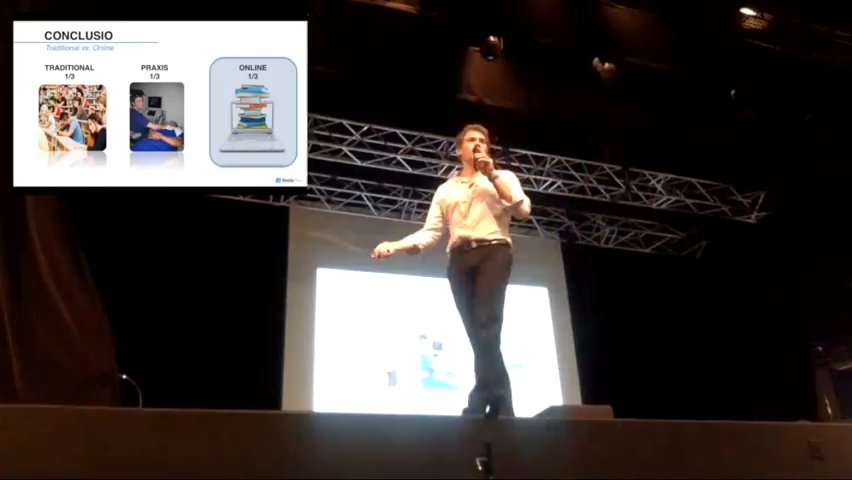 CONCLUSIO
Traditional vs. Online
TRADITIONAL
1/3
PRAXIS
1/3
ONLINE
1/3